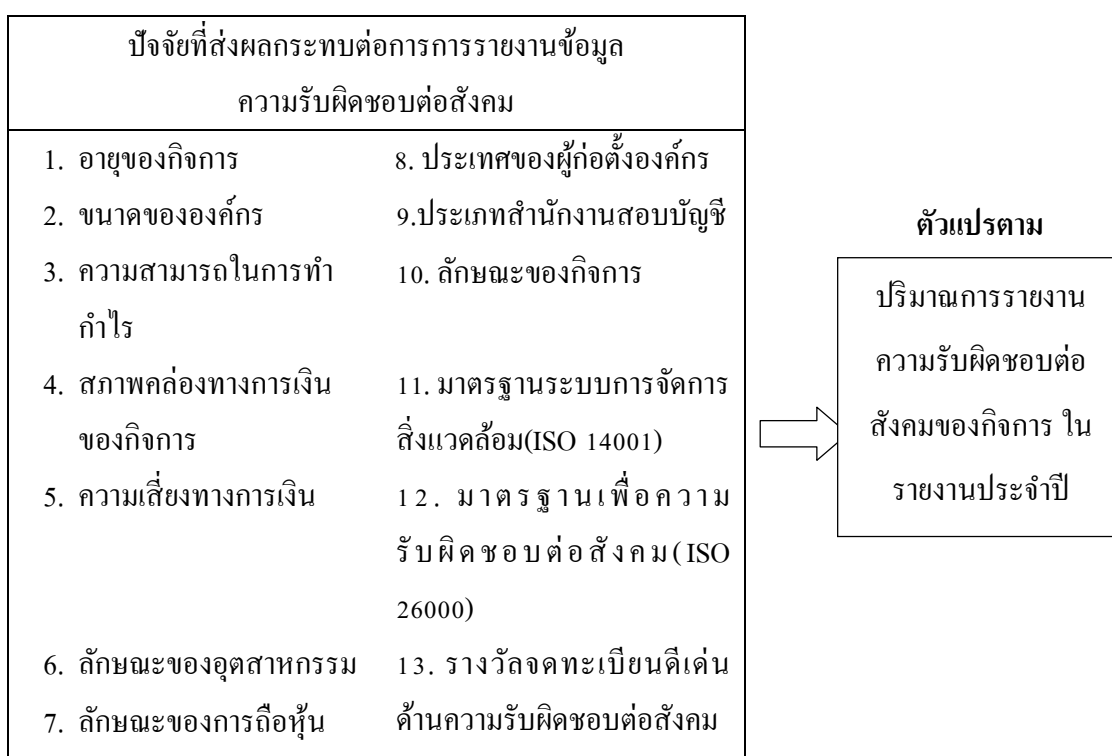 ปัจจัยที่ส่งผลกระทบต่อการการรายงานข้อมูล
ความรับผิดชอบต่อสังคม
1. อายุของกิจการ
2. ขนาดขององค์กร
3. ความสามารถในการทำ
กำไร
4. สภาพคล่องทางการเงิน
ของกิจการ
5. ความเสี่ยงทางการเงิน
6. ลักษณะของอุตสาหกรรม
7. ลักษณะของการถือหุ้น
8. ประเทศของผู้ก่อตั้งองค์กร
9.ประเภทสำนักงานสอบบัญชี
10. ลักษณะของกิจการ
11. มาตรฐานระบบการจัดการ
สิ่งแวดล้อม(ISO 14001)
12. มาตรฐานเพื่อความ
รับผิดชอบต่อสังคม(ISO
26000)
13. รางวัลจดทะเบียนดีเด่น
ด้านความรับผิดชอบต่อสังคม
ตัวแปรตาม
ปริมาณการรายงาน
ความรับผิดชอบต่อ
สังคมของกิจการ ใน
รายงานประจำปี